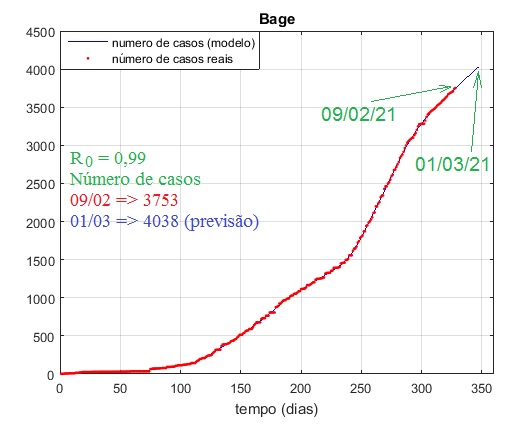 Bage
4500
numero de casos (modelo)
número de casos reais
4000
3500
09/02/21
01/03/21
3000
R0 = 0,99
Número de casos
2500
09/02 => 3753
01/03 => 4038 (previsão)
2000
1500
1000
500
0
0 50 100 150 200 250 300 350
tempo (dias)